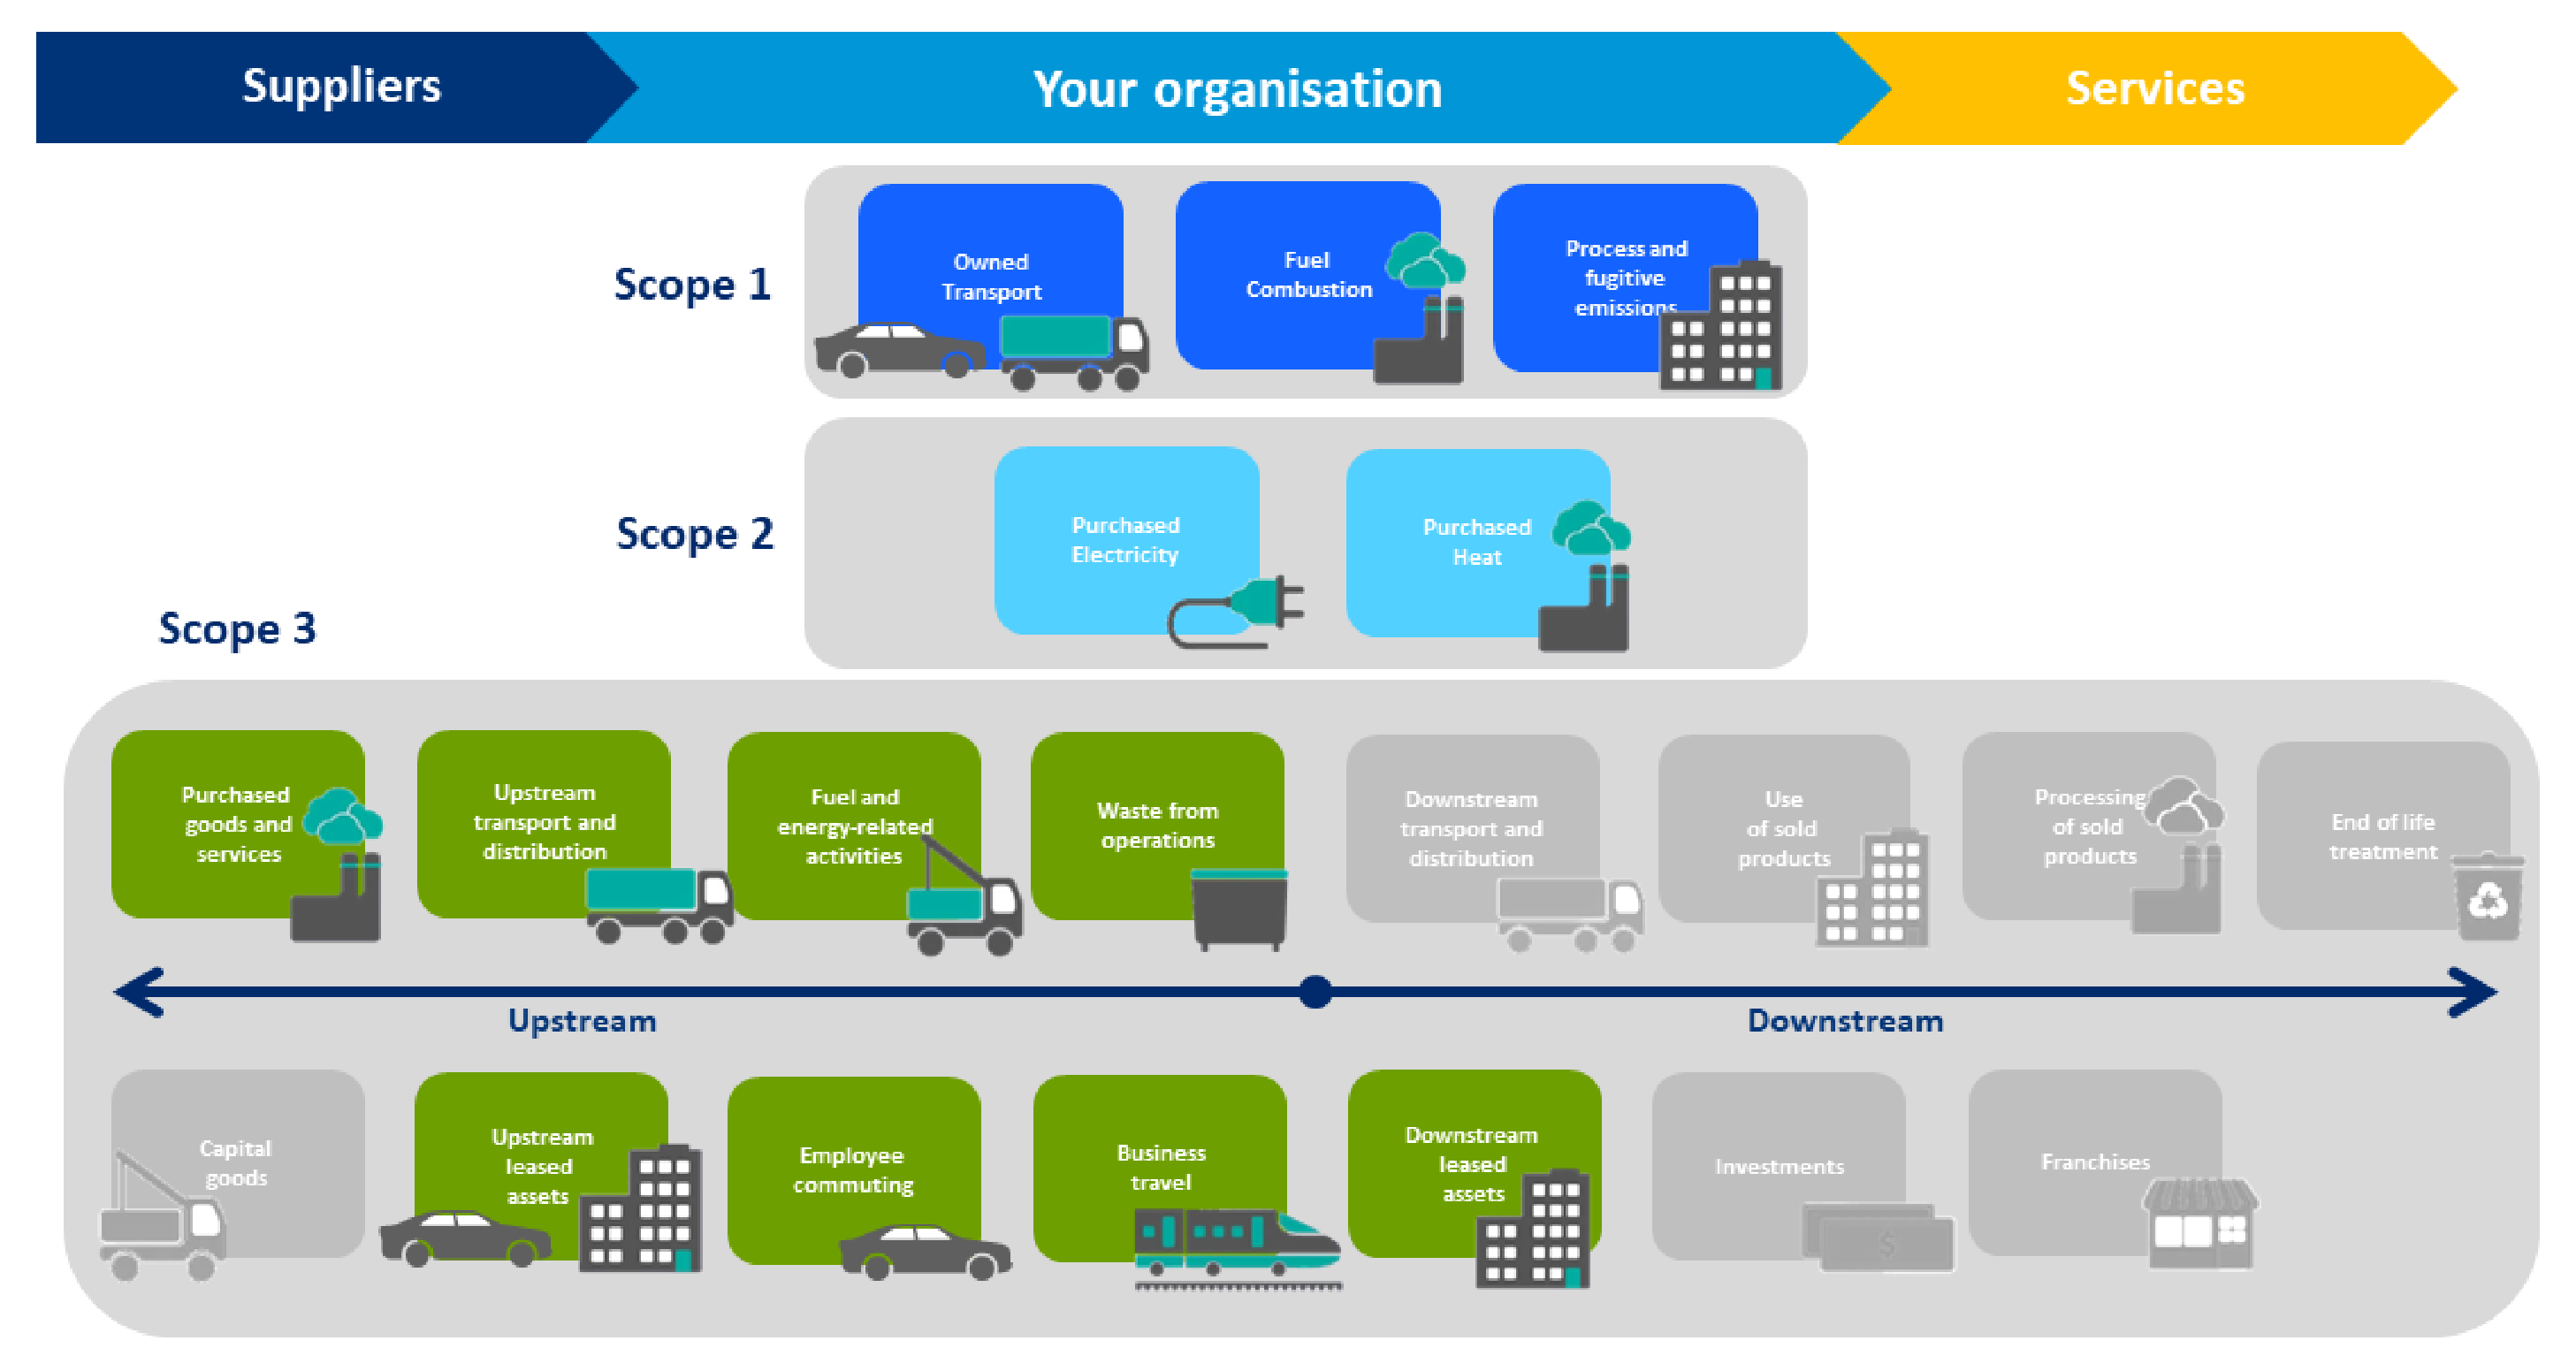 Suppliers
Your organisation
Services
Scope 1
Owned
Transport
Fuel
Combustion
Process and
fugitive
emissions
Scope 2
Purchased
Electricity
Purchased
Heat
Scope 3
Purchased
goods and
services
Upstream
transport and
distribution
Fuel and
energy-related
activities
Waste from
operations
Downstream
transport and
distribution
Use
of sold
products
Processing
of sold
products
End of life
treatment
Upstream
Downstream
Capital
goods
Upstream
leased
assets
Employee
commuting
Business
travel
Downstream
leased
assets
Investments
$
Franchises